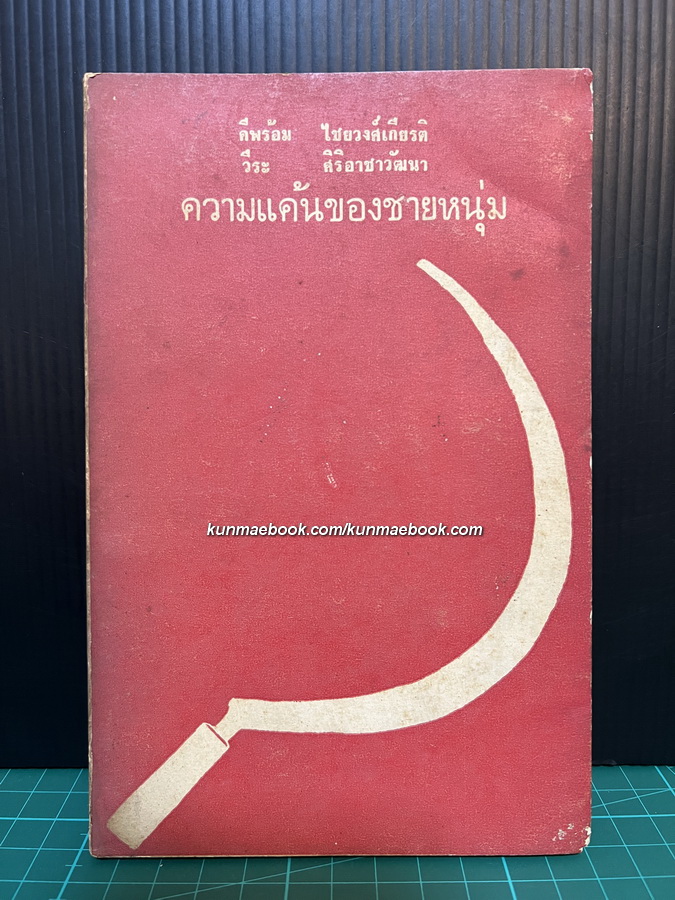 ดีพร้อม ไชยวงศ์เกียรติ
วีระ ศิริอาชาวัฒนา
ความแค้นของชายหนุ่ม
kunmaebook.com/kunmaebook.com